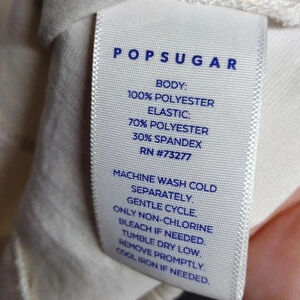 POPSUGAR
BODY:
100% POLYESTER
ELASTIC:
70% POLYESTER
30% SPANDEX
RN #73277
MACHINE WASH COLD
SEPARATELY.
GENTLE CYCLE.
ONLY NON-CHLORINE
BLEACH IF NEEDED.
TUMBLE DRY LOW.
REMOVE PROMPTLY.
COOL IRON IF NEEDED.